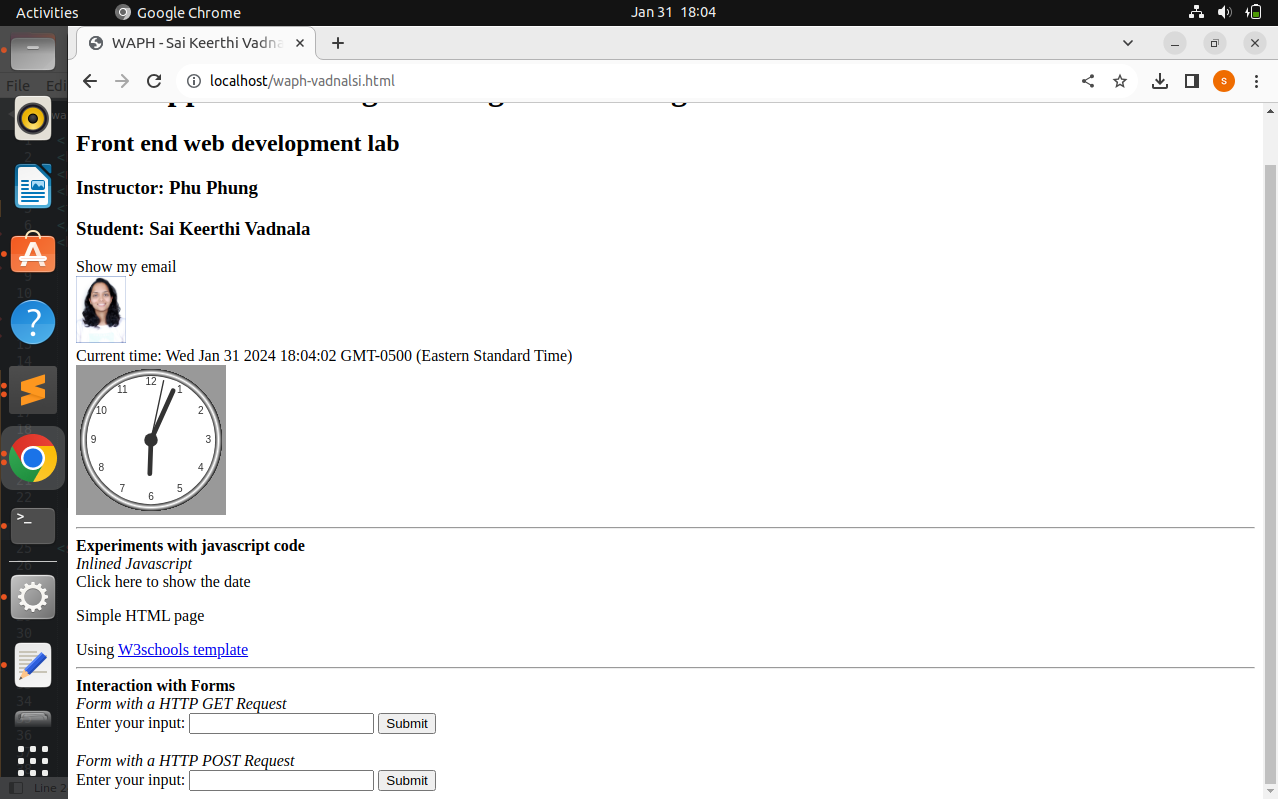 Activities Google Chrome Jan 31 18:04
WAPH - Sai Keerthi Vadna
localhost/waph-vadnalsi.html
S
File Edi
Front end web development lab
Instructor: Phu Phung
Student: Sai Keerthi Vadnala
Show my email
Current time: Wed Jan 31 2024 18:04:02 GMT-0500 (Eastern Standard Time)
12
11 1
10 2
9 3
8 4
7 5
6
Experiments with javascript code
Inlined Javascript
Click here to show the date
Simple HTML page
Using W3schools template
Interaction with Forms
Form with a HTTP GET Request
Enter your input: Submit
Form with a HTTP POST Request
Enter your input: Submit
Line 2